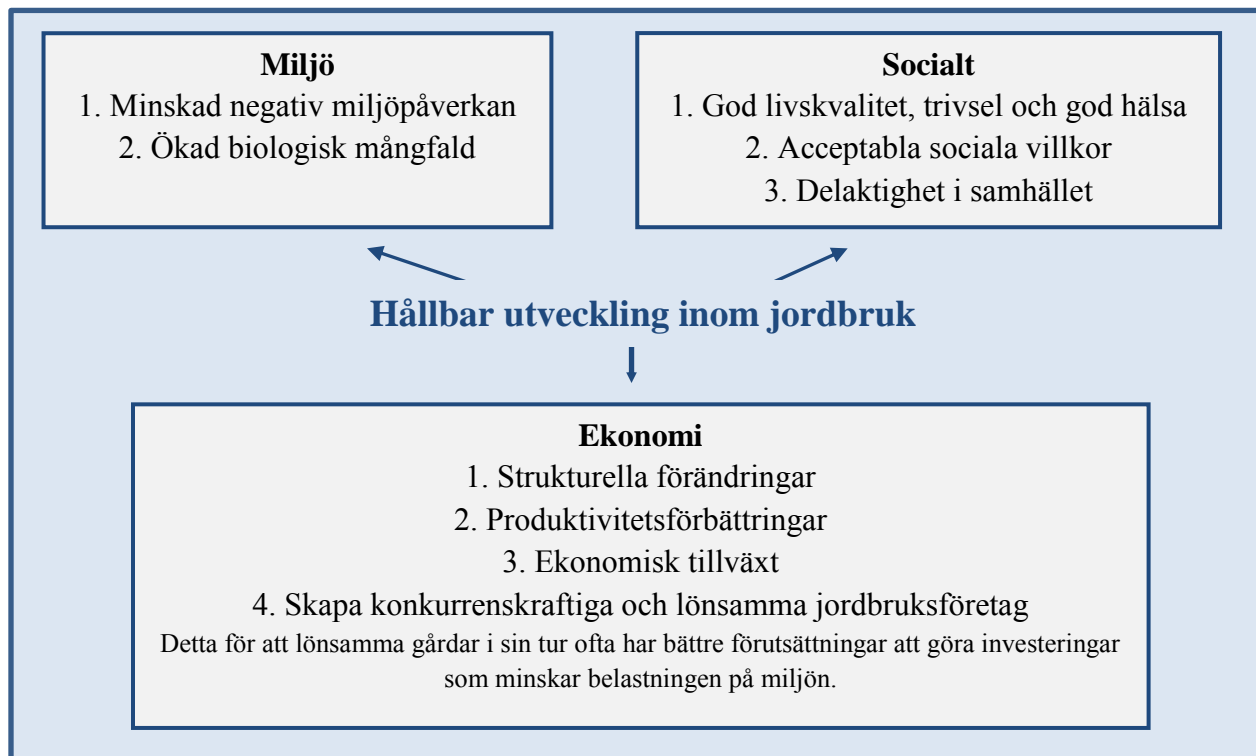 Miljö
1. Minskad negativ miljöpåverkan
2. Ökad biologisk mångfald
Socialt
1. God livskvalitet, trivsel och god hälsa
2. Acceptabla sociala villkor
3. Delaktighet i samhället
Hållbar utveckling inom jordbruk
Ekonomi
1. Strukturella förändringar
2. Produktivitetsförbättringar
3. Ekonomisk tillväxt
4. Skapa konkurrenskraftiga och lönsamma jordbruksföretag
Detta för att lönsamma gårdar i sin tur ofta har bättre förutsättningar att göra investeringar
som minskar belastningen på miljön.